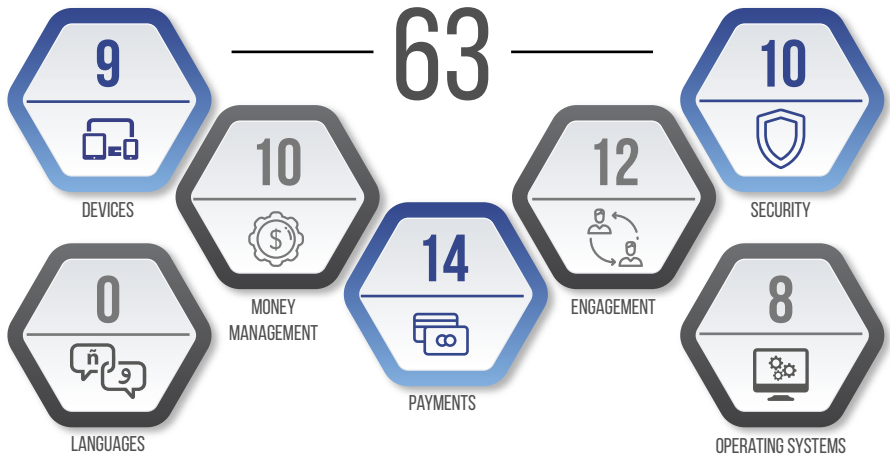 63
9
DEVICES
10
MONEY
MANAGEMENT
14
$
PAYMENTS
12
ENGAGEMENT
10
SECURITY
0
ñ
و
LANGUAGES
8
OPERATING SYSTEMS